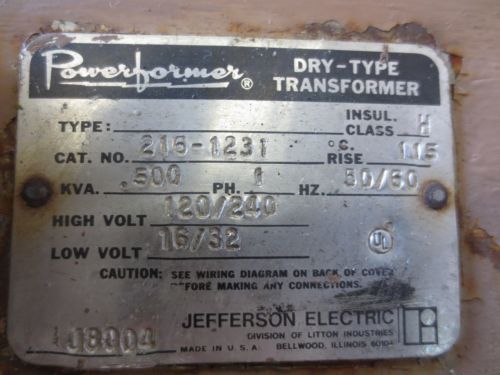 Powerformer®
DRY-TYPE
TRANSFORMER
TYPE:
INSUL.
CLASS H
CAT. NO. 216-1231
°C.
RISE 115
KVA. .500 PH. 1 HZ. 50/60
HIGH VOLT 120/240
LOW VOLT 16/32
UL
CAUTION: SEE WIRING DIAGRAM ON BACK OF COVER
BEFORE MAKING ANY CONNECTIONS.
JEFFERSON ELECTRIC
DIVISION OF LITTON INDUSTRIES
MADE IN U.S.A. BELLWOOD, ILLINOIS 60104